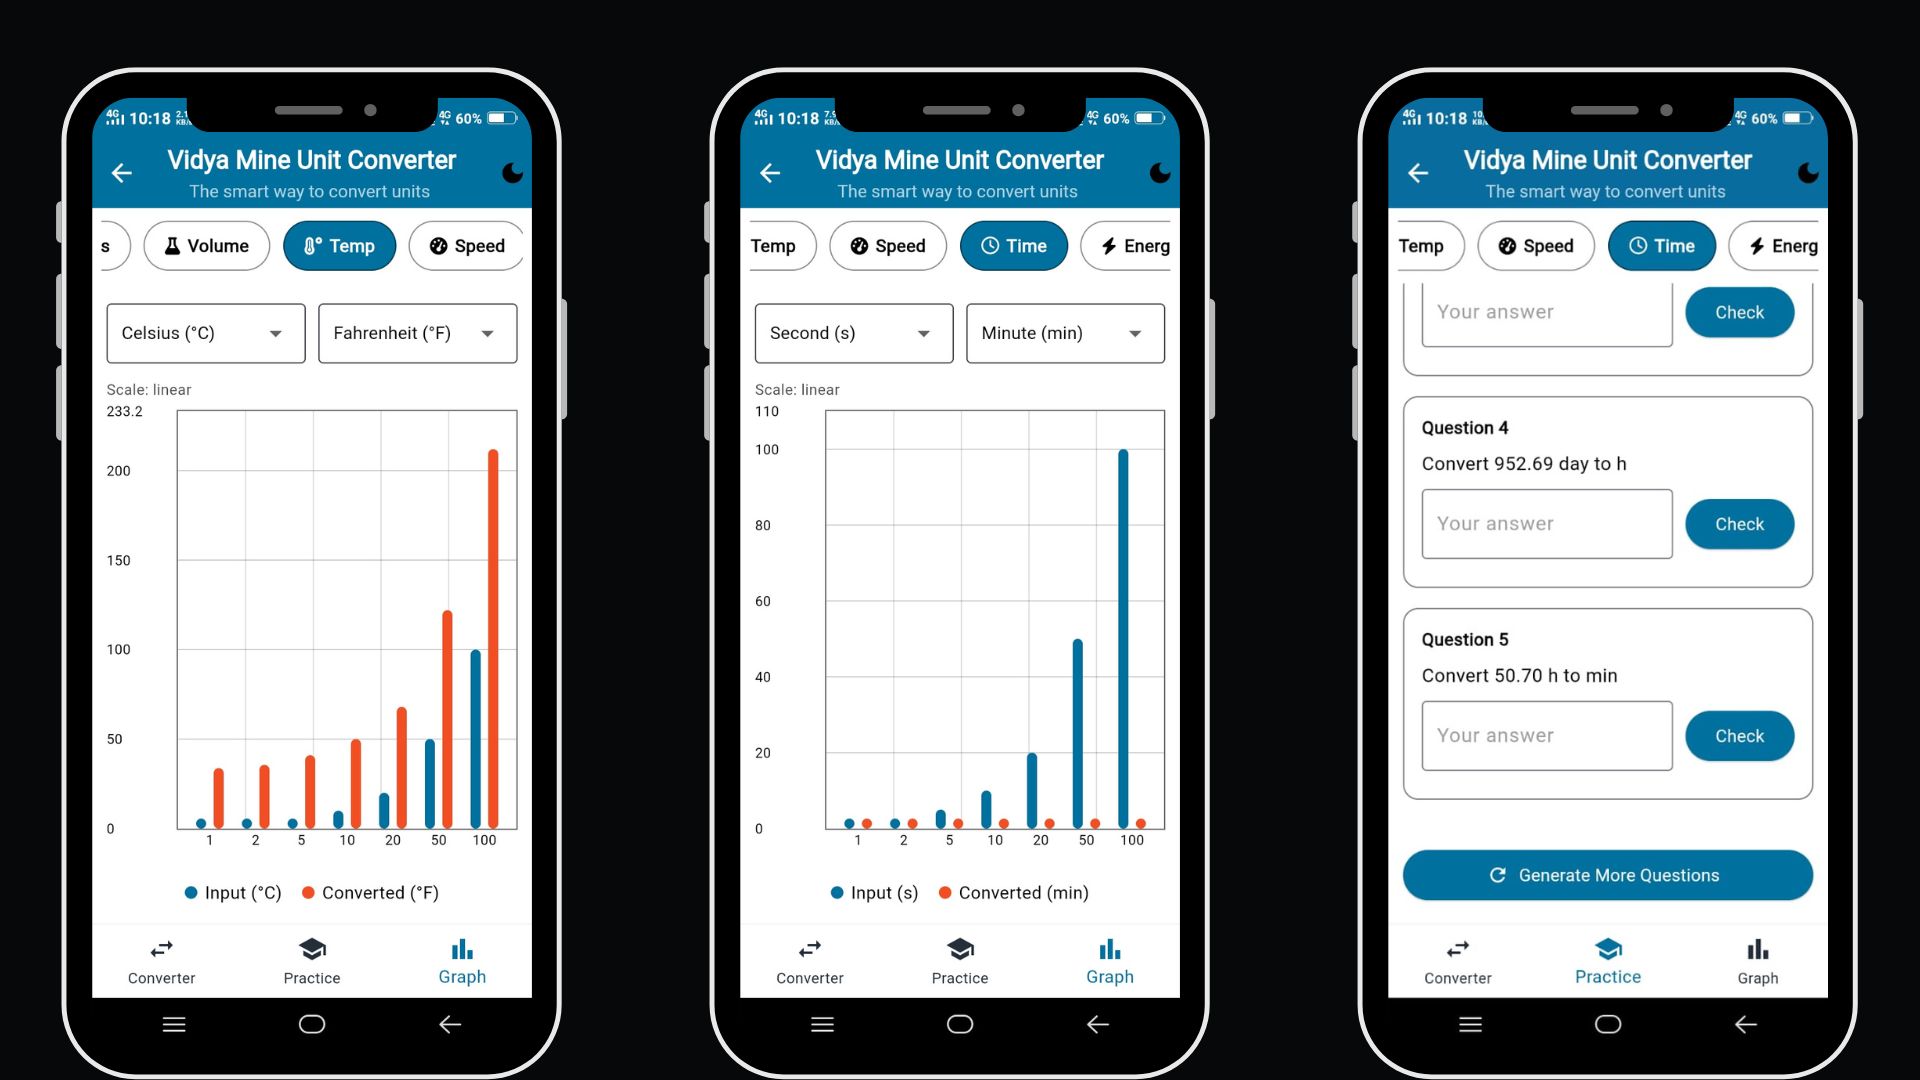 4G 10:18 4G 60%
Vidya Mine Unit Converter
The smart way to convert units
s Volume Temp Speed
Celsius (°C) Fahrenheit (°F)
Scale: linear
233.2
200
150
100
50
0
1 2 5 10 20 50 100
Input (°C) Converted (°F)
Converter Practice Graph
4G 10:18 4G 60%
Vidya Mine Unit Converter
The smart way to convert units
Temp Speed Time Energ
Second (s) Minute (min)
Scale: linear
110
100
80
60
40
20
0
1 2 5 10 20 50 100
Input (s) Converted (min)
Converter Practice Graph
4G 10:18 4G 60%
Vidya Mine Unit Converter
The smart way to convert units
Temp Speed Time Energ
Your answer Check
Question 4
Convert 952.69 day to h
Your answer Check
Question 5
Convert 50.70 h to min
Your answer Check
Generate More Questions
Converter Practice Graph